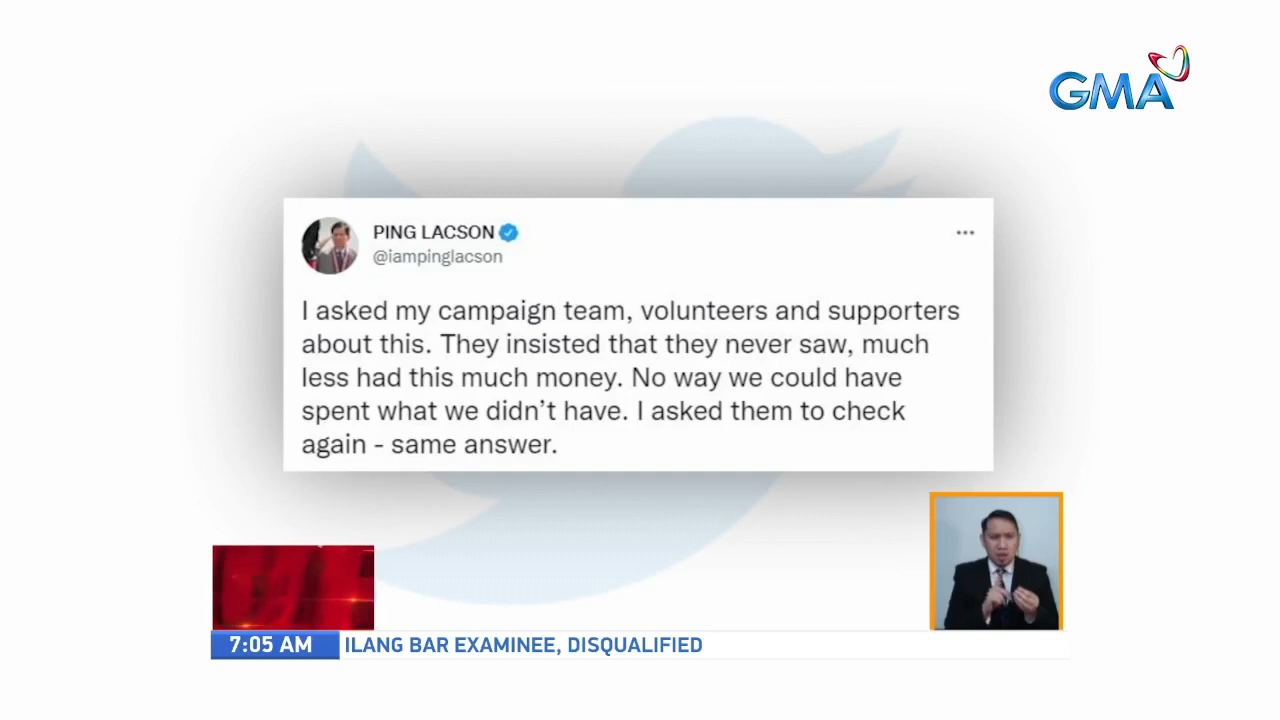 GMA
PING LACSON
@iampinglacson
I asked my campaign team, volunteers and supporters
about this. They insisted that they never saw, much
less had this much money. No way we could have
spent what we didn’t have. I asked them to check
again - same answer.
7:05 AM ILANG BAR EXAMINEE, DISQUALIFIED